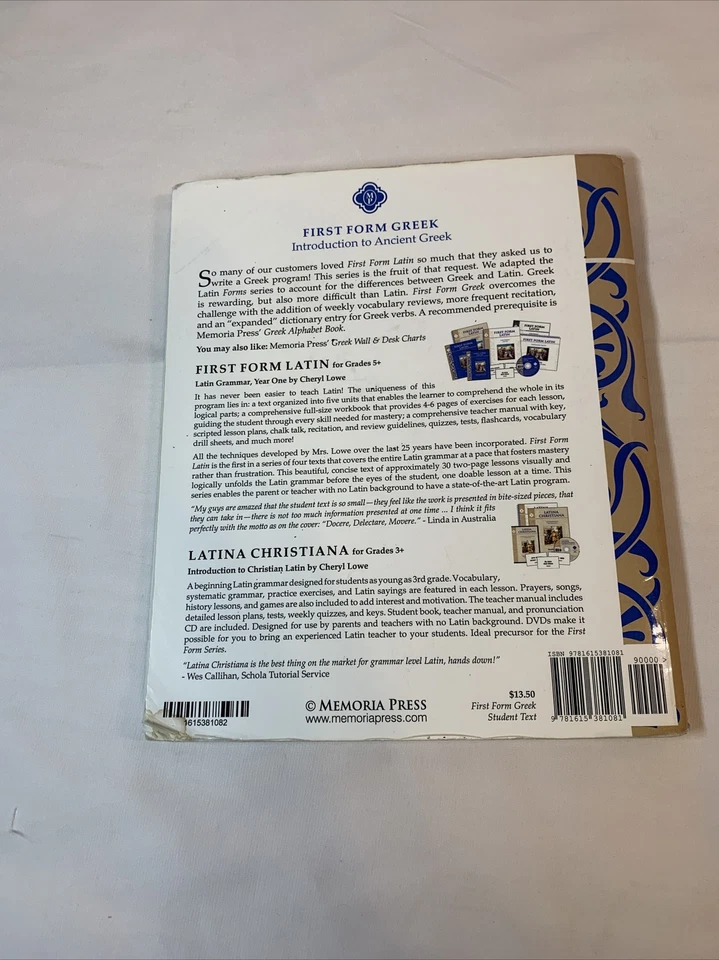 FIRST FORM GREEK
Introduction to Ancient Greek
So many of our customers loved First Form Latin so much that they asked us to
write a Greek program! This series is the fruit of that request. We adapted the
Latin Forms series to account for the differences between Greek and Latin. Greek
is rewarding, but also more difficult than Latin. First Form Greek overcomes the
challenge with the addition of weekly vocabulary reviews, more frequent recitation,
and an "expanded" dictionary entry for Greek verbs. A recommended prerequisite is
Memoria Press' Greek Alphabet Book.
You may also like: Memoria Press' Greek Wall & Desk Charts
FIRST FORM LATIN for Grades 5+
Latin Grammar, Year One by Cheryl Lowe
It has never been easier to teach Latin! The uniqueness of this
program lies in: a text organized into five units that enables the learner to comprehend the whole in its
logical parts; a comprehensive full-size workbook that provides 4-6 pages of exercises for each lesson,
guiding the student through every skill needed for mastery; a comprehensive teacher manual with key,
scripted lesson plans, chalk talk, recitation, and review guidelines, quizzes, tests, flashcards, vocabulary
drill sheets, and much more!
All the techniques developed by Mrs. Lowe over the last 25 years have been incorporated. First Form
Latin is the first in a series of four texts that covers the entire Latin grammar at a pace that fosters mastery
rather than frustration. This beautiful, concise text of approximately 30 two-page lessons visually and
logically unfolds the Latin grammar before the eyes of the student, one doable lesson at a time. This
series enables the parent or teacher with no Latin background to have a state-of-the-art Latin program.
"My guys are amazed that the student text is so small—they feel like the work is presented in bite-sized pieces, that
they can take in—there is not too much information presented at one time ... I think it fits
perfectly with the motto as on the cover: "Docere, Delectare, Movere." - Linda in Australia
LATINA CHRISTIANA for Grades 3+
Introduction to Christian Latin by Cheryl Lowe
A beginning Latin grammar designed for students as young as 3rd grade. Vocabulary,
systematic grammar, practice exercises, and Latin sayings are featured in each lesson. Prayers, songs,
history lessons, and games are also included to add interest and motivation. The teacher manual includes
detailed lesson plans, tests, weekly quizzes, and keys. Student book, teacher manual, and pronunciation
CD are included. Designed for use by parents and teachers with no Latin background. DVDs make it
possible for you to bring an experienced Latin teacher to your students. Ideal precursor for the First
Form Series.
"Latina Christiana is the best thing on the market for grammar level Latin, hands down!"
- Wes Callihan, Schola Tutorial Service
1615381082
© MEMORIA PRESS
www.memoriapress.com
$13.50
First Form Greek
Student Text
ISBN 9781615381081
90000 >
9 781615 381081